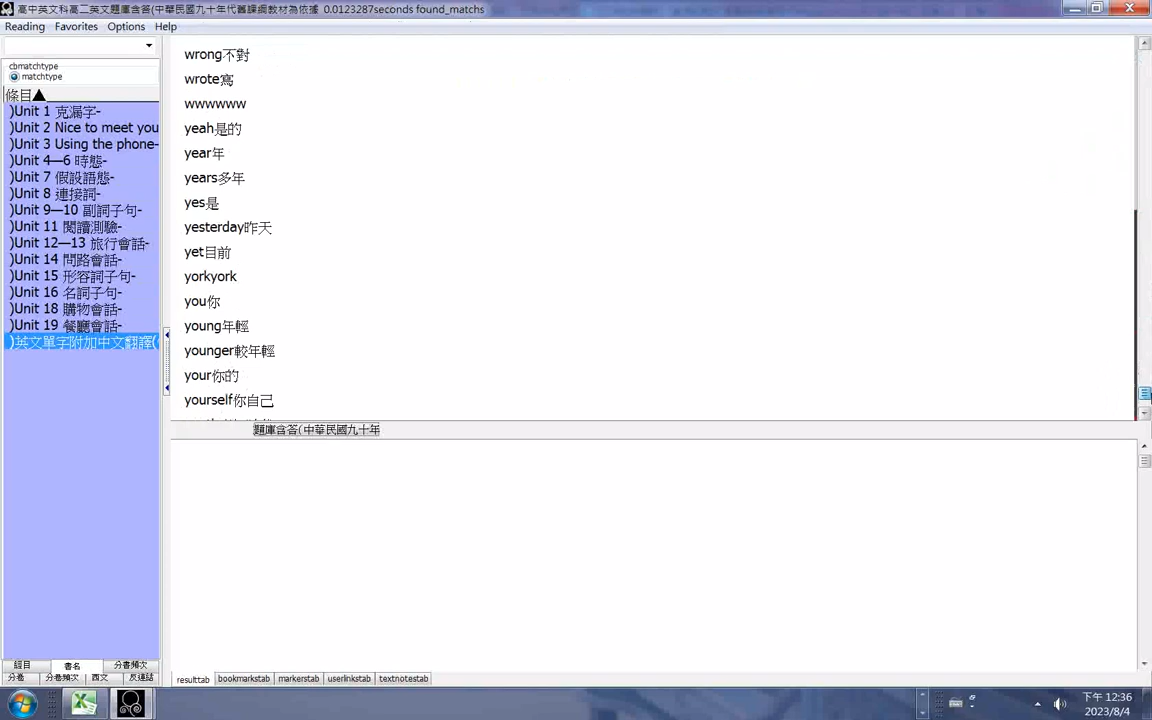 高中英文科高二英文題庫含答(中華民國九十年代舊課綱教材為依據 0.0123287seconds found_matchs
Reading Favorites Options Help
cbmatchtype
matchtype
條目▲
)Unit 1 克漏字-
)Unit 2 Nice to meet you
)Unit 3 Using the phone-
)Unit 4—6 時態-
)Unit 7 假設語態-
)Unit 8 連接詞-
)Unit 9—10 副詞子句-
)Unit 11 閱讀測驗-
)Unit 12—13 旅行會話-
)Unit 14 問路會話-
)Unit 15 形容詞子句-
)Unit 16 名詞子句-
)Unit 18 購物會話-
)Unit 19 餐廳會話-
)英文單字附加中文翻譯(
wrong不對
wrote寫
wwwwww
yeah是的
year年
years多年
yes是
yesterday昨天
yet目前
yorkyork
you你
young年輕
younger較年輕
your你的
yourself你自己
題庫含答(中華民國九十年
經目 書名 分書頻次
分卷 分卷頻次 西文 反連結
resulttab bookmarkstab markerstab userlinkstab textnotestab
下午 12:36
2023/8/4